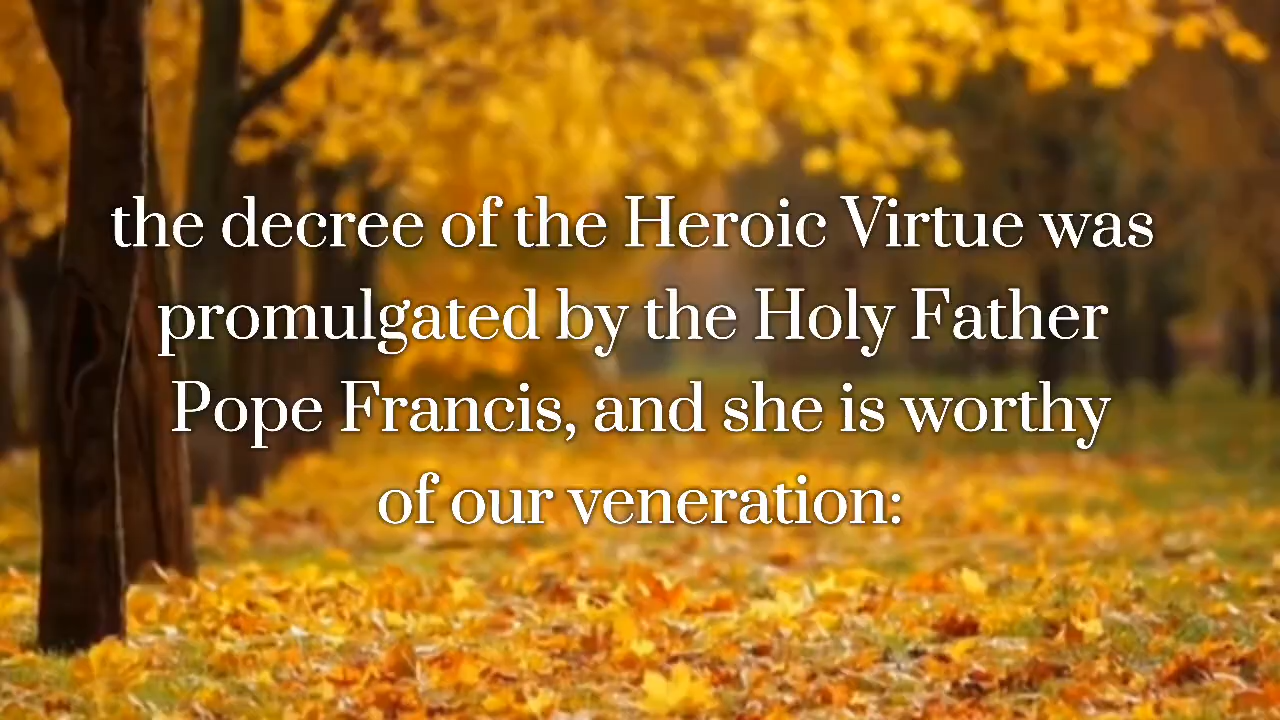 the decree of the Heroic Virtue was
promulgated by the Holy Father
Pope Francis, and she is worthy
of our veneration: